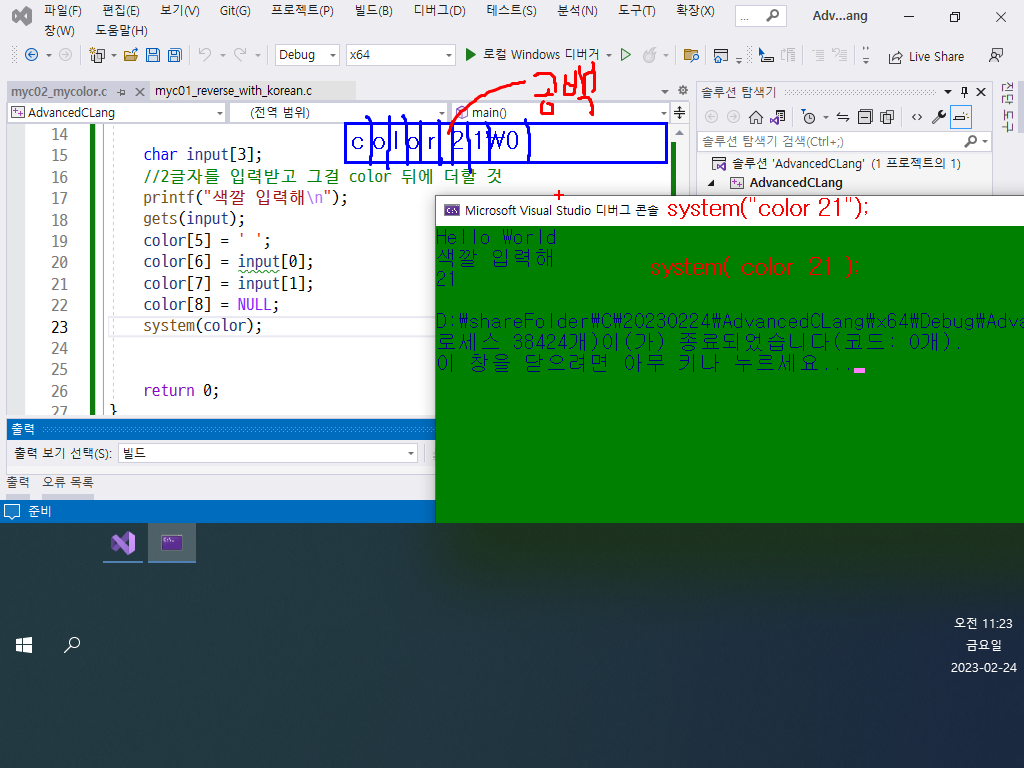 파일(F) 편집(E) 보기(V) Git(G) 프로젝트(P) 빌드(B) 디버그(D) 테스트(S) 분석(N) 도구(T) 확장(X)
... Adv...ang
창(W) 도움말(H)
Debug x64 로컬 Windows 디버거 Live Share
myc02_mycolor.c myc01_reverse_with_korean.c
공백
솔루션 탐색기
진단 도구
AdvancedCLang (전역 범위) main()
color 21₩0
솔루션 탐색기 검색(Ctrl+;)
솔루션 'AdvancedCLang' (1 프로젝트의 1)
AdvancedCLang
14
15 char input[3];
16 //2글자를 입력받고 그걸 color 뒤에 더할 것
17 printf("색깔 입력해\n");
18 gets(input);
19 color[5] = ' ';
20 color[6] = input[0];
21 color[7] = input[1];
22 color[8] = NULL;
23 system(color);
24
25
26 return 0;
27 }
Microsoft Visual Studio 디버그 콘솔
system("color 21");
Hello World
색깔 입력해
21
system( color 21 );
D:₩shareFolder₩C₩20230224₩AdvancedCLang₩x64₩Debug₩Adva
로세스 38424개)이(가) 종료되었습니다(코드: 0개).
이 창을 닫으려면 아무 키나 누르세요...
출력
출력 보기 선택(S): 빌드
출력 오류 목록
준비
오전 11:23
금요일
2023-02-24